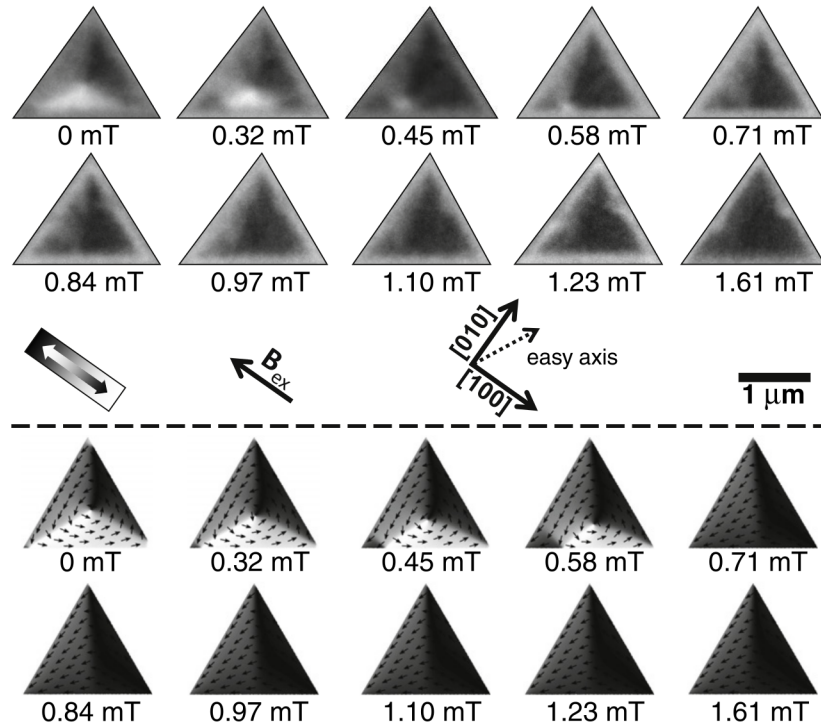 0 mT 0.32 mT 0.45 mT 0.58 mT 0.71 mT
0.84 mT 0.97 mT 1.10 mT 1.23 mT 1.61 mT
B_ex
[010]
easy axis
[100]
1 μm
0 mT 0.32 mT 0.45 mT 0.58 mT 0.71 mT
0.84 mT 0.97 mT 1.10 mT 1.23 mT 1.61 mT